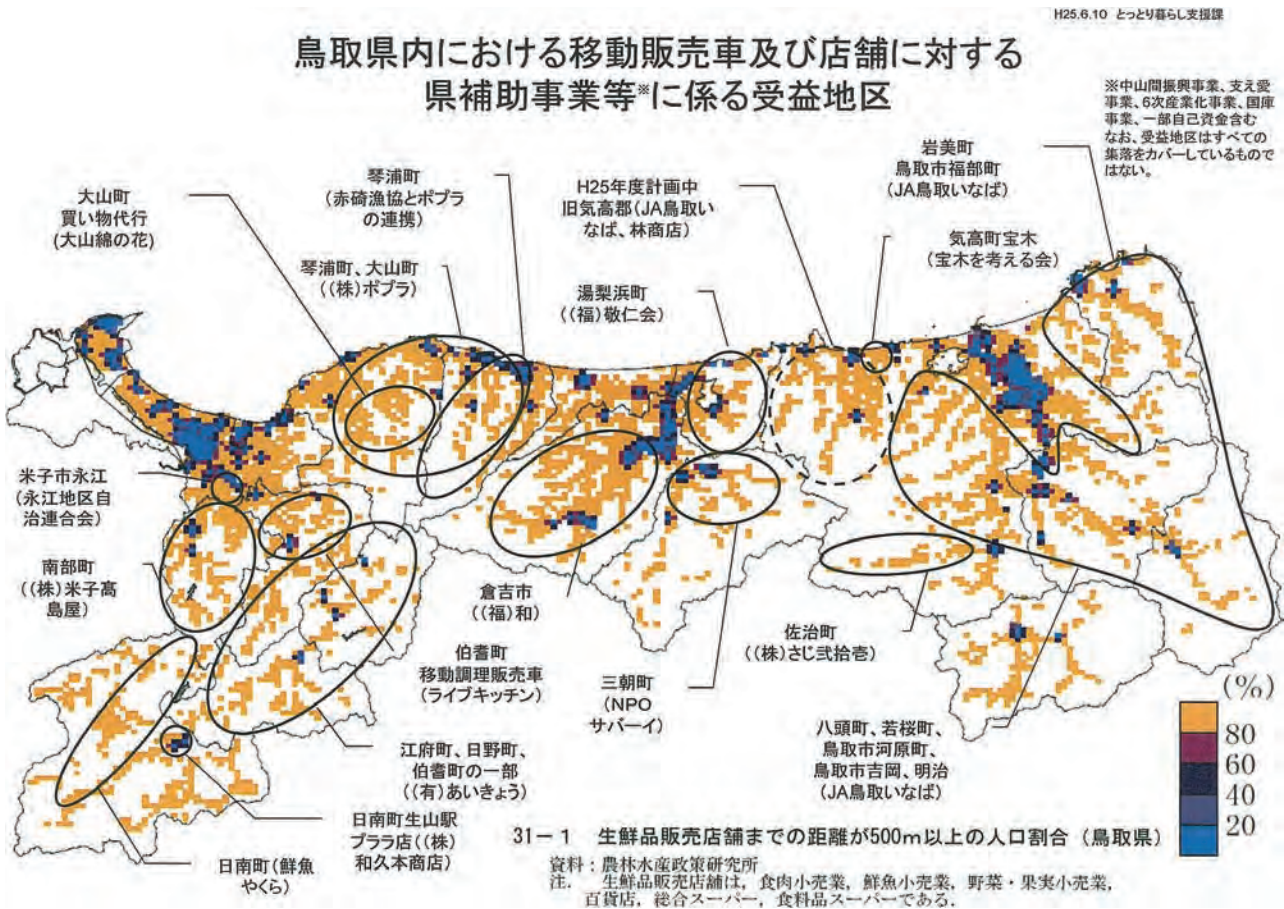 H25.6.10 とっとり暮らし支援課
鳥取県内における移動販売車及び店舗に対する
県補助事業等※に係る受益地区
※中山間振興事業、支え愛
事業、6次産業化事業、国庫
事業、一部自己資金含む
なお、受益地区はすべての
集落をカバーしているもので
はない。
大山町
買い物代行
(大山綿の花)
琴浦町
(赤碕漁協とポプラ
の連携)
琴浦町、大山町
((株)ポプラ)
H25年度計画中
旧気高郡(JA鳥取い
なば、林商店)
湯梨浜町
((福)敬仁会)
岩美町
鳥取市福部町
(JA鳥取いなば)
気高町宝木
(宝木を考える会)
米子市永江
(永江地区自
治連合会)
南部町
((株)米子髙
島屋)
倉吉市
((福)和)
伯耆町
移動調理販売車
(ライブキッチン)
三朝町
(NPO
サバーイ)
佐治町
((株)さじ弐拾壱)
江府町、日野町、
伯耆町の一部
((有)あいきょう)
八頭町、若桜町、
鳥取市河原町、
鳥取市吉岡、明治
(JA鳥取いなば)
日南町生山駅
プララ店((株)
和久本商店)
日南町(鮮魚
やくら)
(%)
80
60
40
20
31-1 生鮮品販売店舗までの距離が500m以上の人口割合(鳥取県)
資料:農林水産政策研究所
注. 生鮮品販売店舗は,食肉小売業,鮮魚小売業,野菜・果実小売業,
百貨店,総合スーパー,食料品スーパーである.